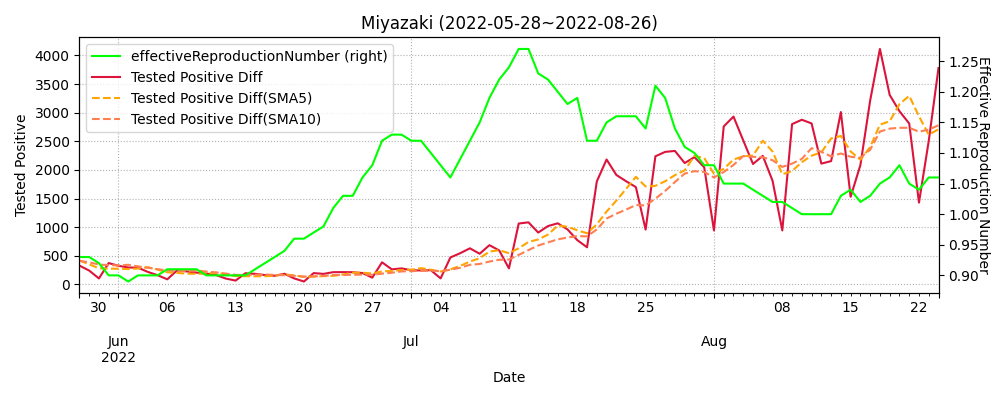 Miyazaki (2022-05-28~2022-08-26)
effectiveReproductionNumber (right)
Tested Positive Diff
Tested Positive Diff(SMA5)
Tested Positive Diff(SMA10)
Tested Positive
4000
3500
3000
2500
2000
1500
1000
500
0
1.25
1.20
1.15
1.10
1.05
1.00
0.95
0.90
Effective Reproduction Number
30 06 13 20 27 04 11 18 25 08 15 22
Jun Jul Aug
2022
Date